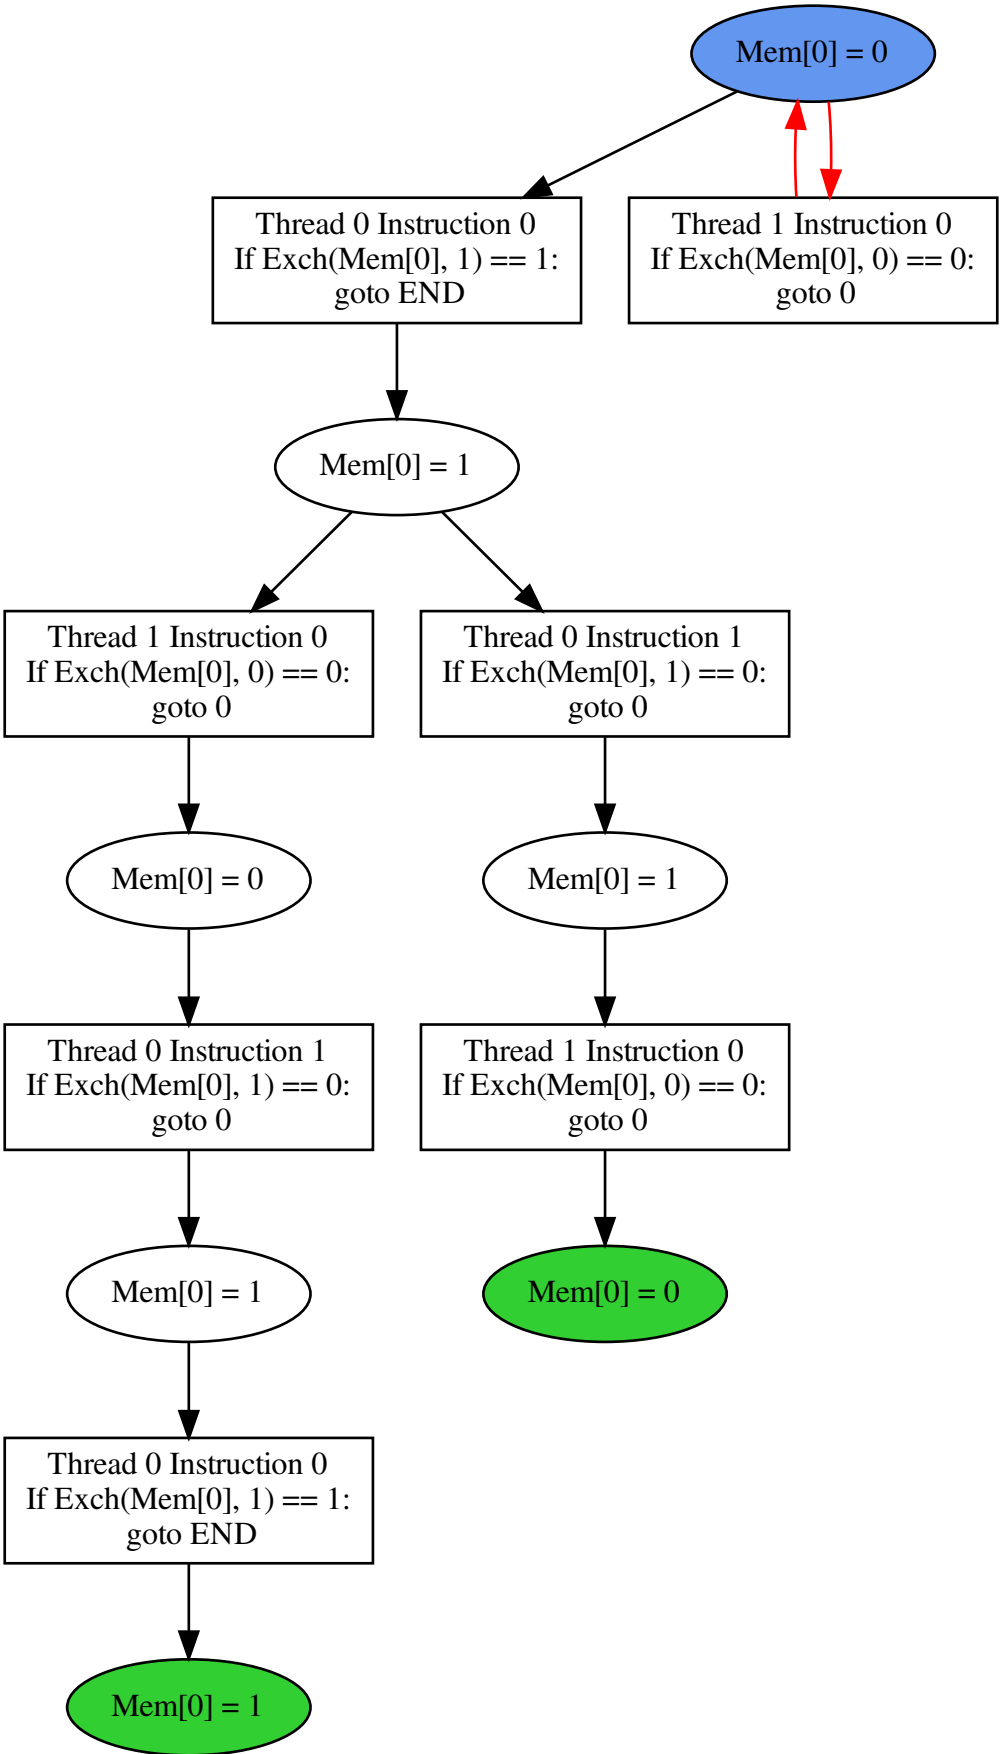 Mem[0] = 0
Thread 0 Instruction 0
If Exch(Mem[0], 1) == 1:
goto END
Thread 1 Instruction 0
If Exch(Mem[0], 0) == 0:
goto 0
Mem[0] = 1
Thread 1 Instruction 0
If Exch(Mem[0], 0) == 0:
goto 0
Thread 0 Instruction 1
If Exch(Mem[0], 1) == 0:
goto 0
Mem[0] = 0
Mem[0] = 1
Thread 0 Instruction 1
If Exch(Mem[0], 1) == 0:
goto 0
Thread 1 Instruction 0
If Exch(Mem[0], 0) == 0:
goto 0
Mem[0] = 1
Mem[0] = 0
Thread 0 Instruction 0
If Exch(Mem[0], 1) == 1:
goto END
Mem[0] = 1